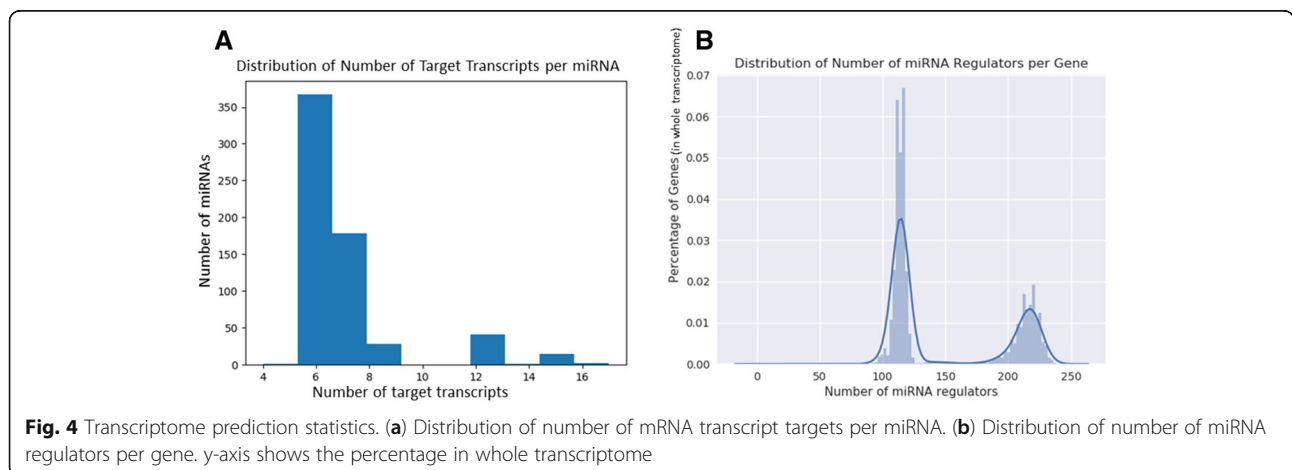 A
Distribution of Number of Target Transcripts per miRNA
Number of miRNAs
350
300
250
200
150
100
50
0
4 6 8 10 12 14 16
Number of target transcripts
B
Distribution of Number of miRNA Regulators per Gene
Percentage of Genes (in whole transcriptome)
0.07
0.06
0.05
0.04
0.03
0.02
0.01
0.00
0 50 100 150 200 250
Number of miRNA regulators
Fig. 4 Transcriptome prediction statistics. (a) Distribution of number of mRNA transcript targets per miRNA. (b) Distribution of number of miRNA
regulators per gene. y-axis shows the percentage in whole transcriptome